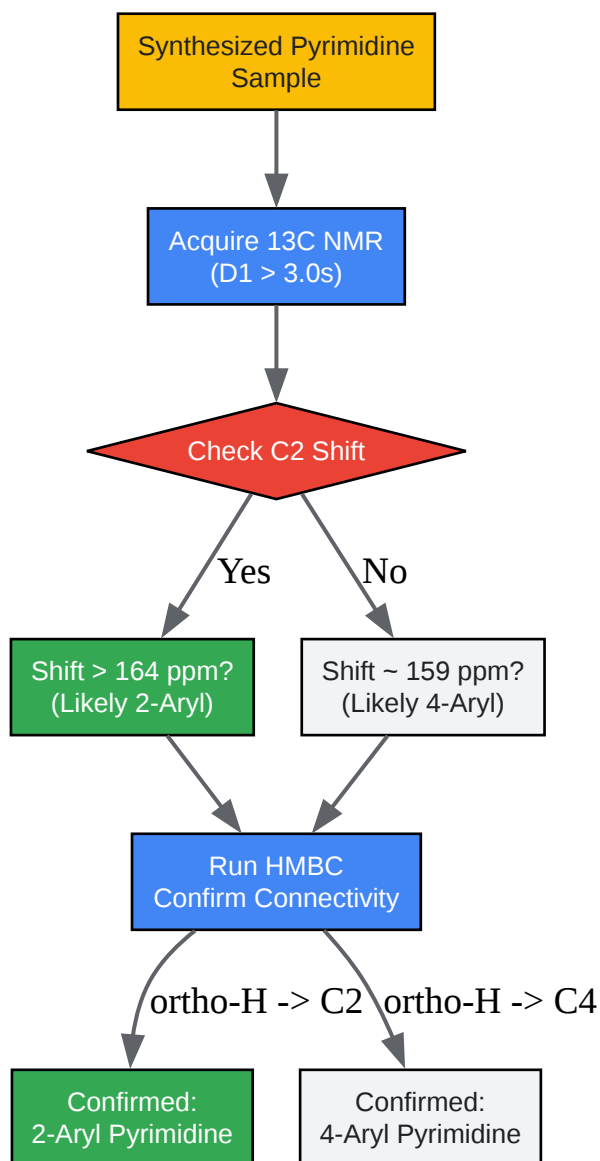 Synthesized Pyrimidine
Sample
Acquire 13C NMR
(D1 > 3.0s)
Check C2 Shift
Yes
No
Shift > 164 ppm?
(Likely 2-Aryl)
Shift ~ 159 ppm?
(Likely 4-Aryl)
Run HMBC
Confirm Connectivity
ortho-H -> C2
ortho-H -> C4
Confirmed:
2-Aryl Pyrimidine
Confirmed:
4-Aryl Pyrimidine